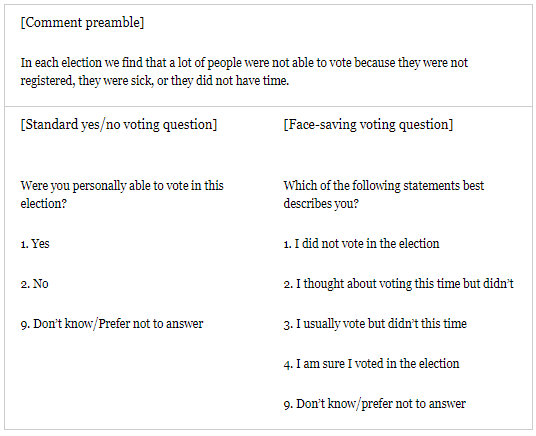 [Comment preamble]
In each election we find that a lot of people were not able to vote because they were not
registered, they were sick, or they did not have time.
[Standard yes/no voting question]
Were you personally able to vote in this
election?
1. Yes
2. No
9. Don't know/Prefer not to answer
[Face-saving voting question]
Which of the following statements best
describes you?
1. I did not vote in the election
2. I thought about voting this time but didn't
3. I usually vote but didn't this time
4. I am sure I voted in the election
9. Don't know/prefer not to answer